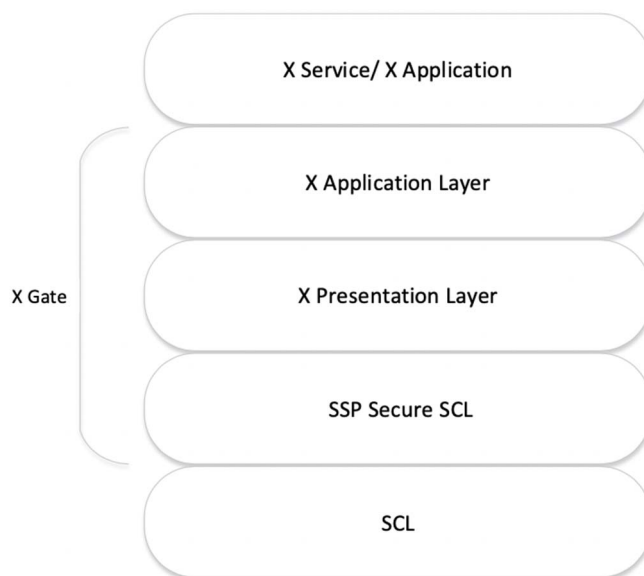 X Service/ X Application
X Application Layer
X Gate
X Presentation Layer
SSP Secure SCL
SCL